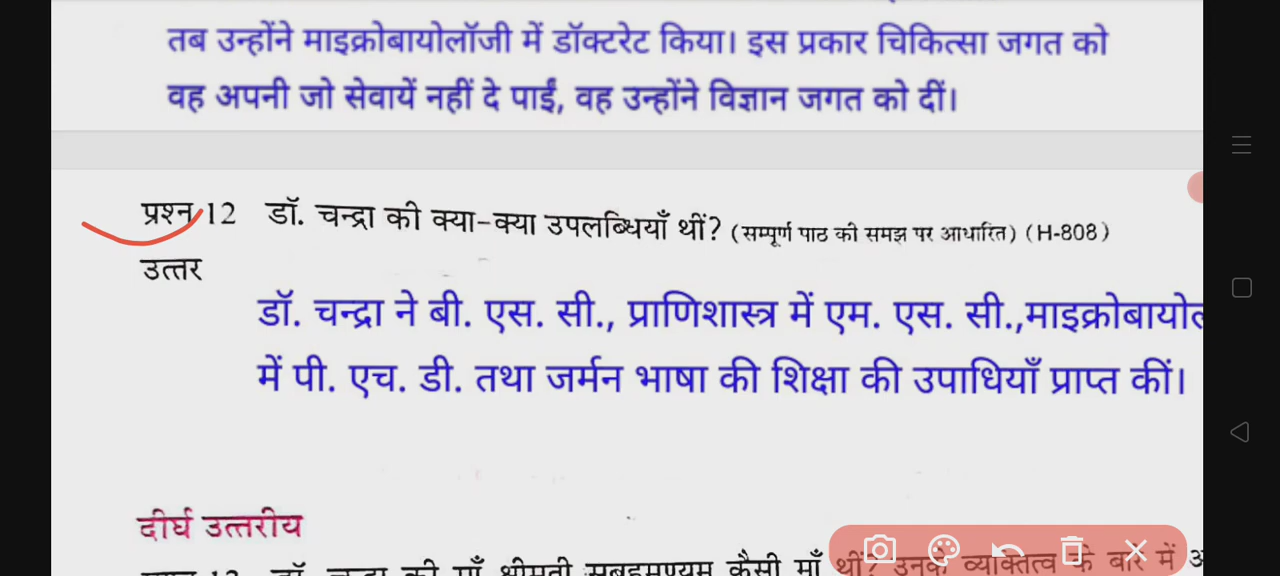 तब उन्होंने माइक्रोबायोलॉजी में डॉक्टरेट किया। इस प्रकार चिकित्सा जगत को
वह अपनी जो सेवायें नहीं दे पाईं, वह उन्होंने विज्ञान जगत को दीं।
प्रश्न 12 डॉ. चन्द्रा की क्या-क्या उपलब्धियाँ थीं? (सम्पूर्ण पाठ की समझ पर आधारित) (H-808)
उत्तर
डॉ. चन्द्रा ने बी. एस. सी., प्राणिशास्त्र में एम. एस. सी.,माइक्रोबायोल
में पी. एच. डी. तथा जर्मन भाषा की शिक्षा की उपाधियाँ प्राप्त कीं।
दीर्घ उत्तरीय
डॉ. चन्द्रा की माँ श्रीमती सुब्रह्मण्यम कैसी माँ थीं? उनके व्यक्तित्व के बारे में